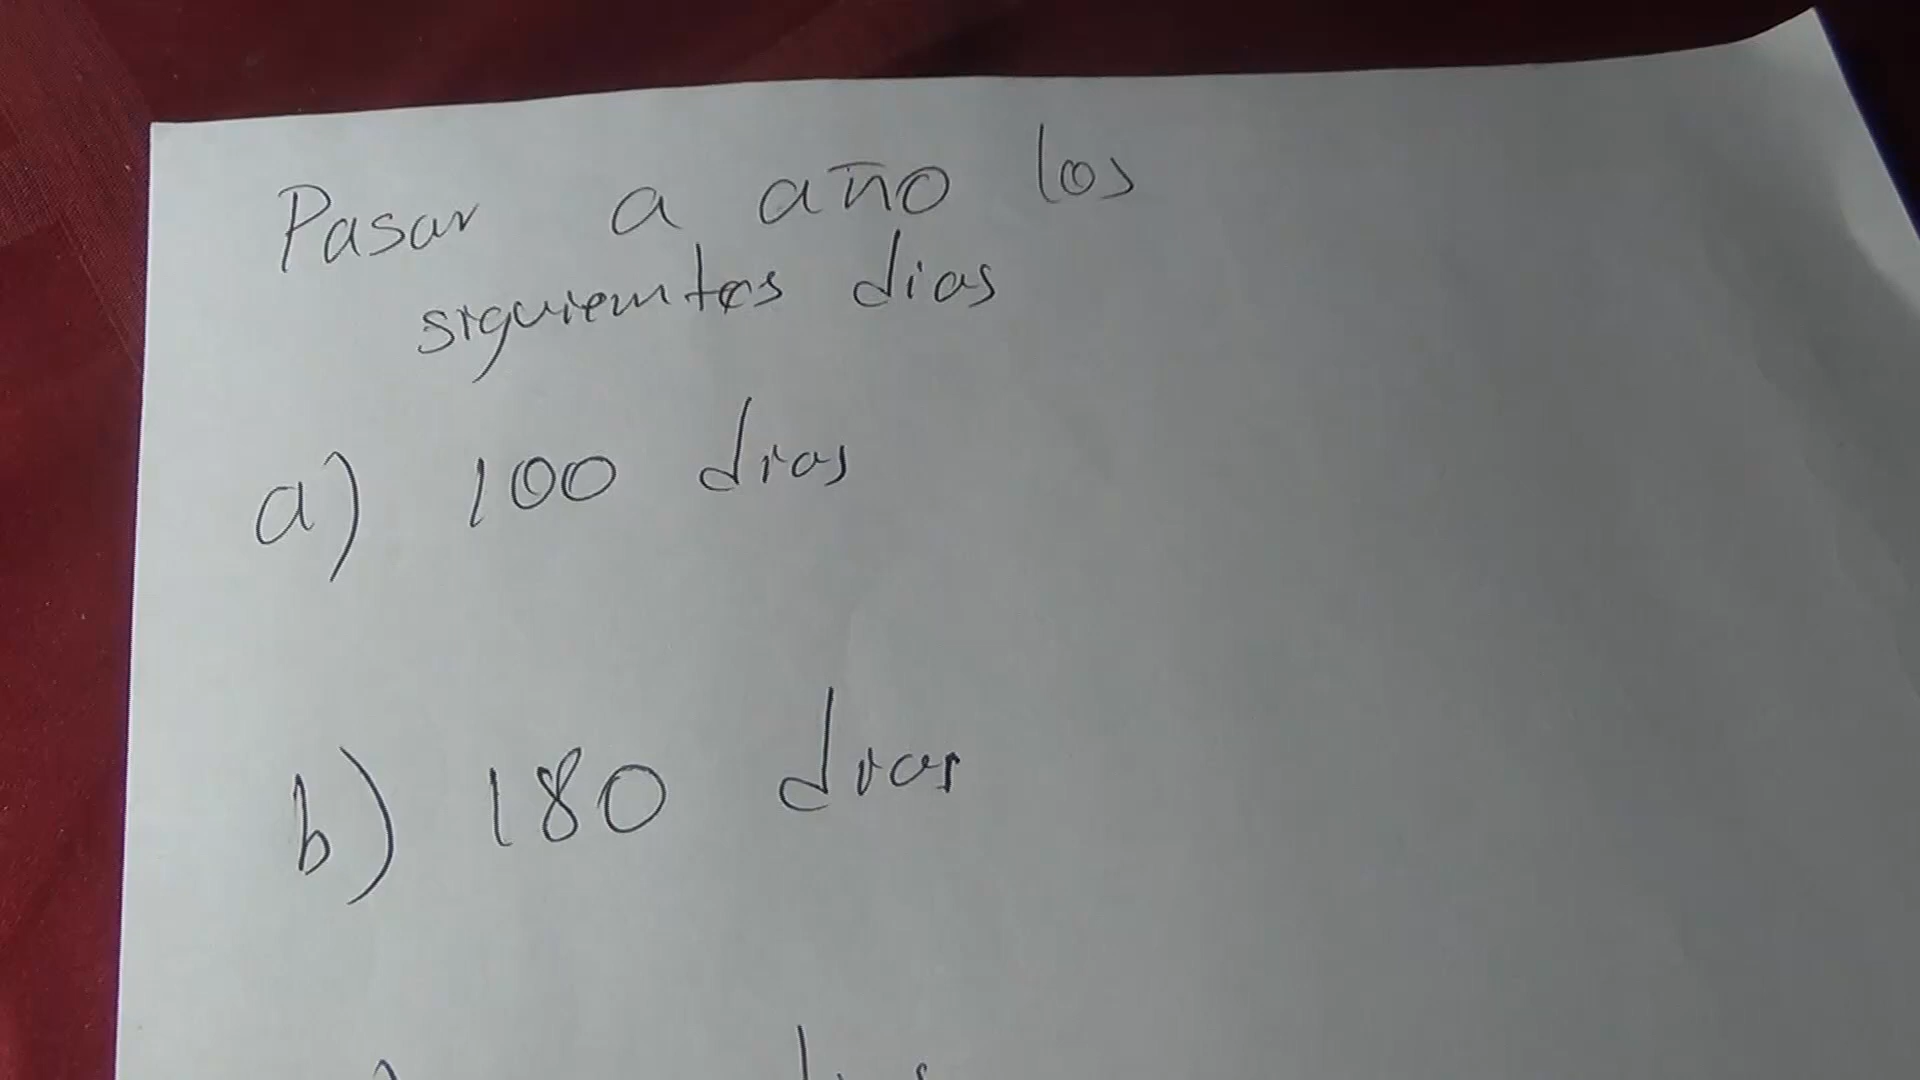 Pasar a año los
siguientes dias
a) 100 dias
b) 180 dias